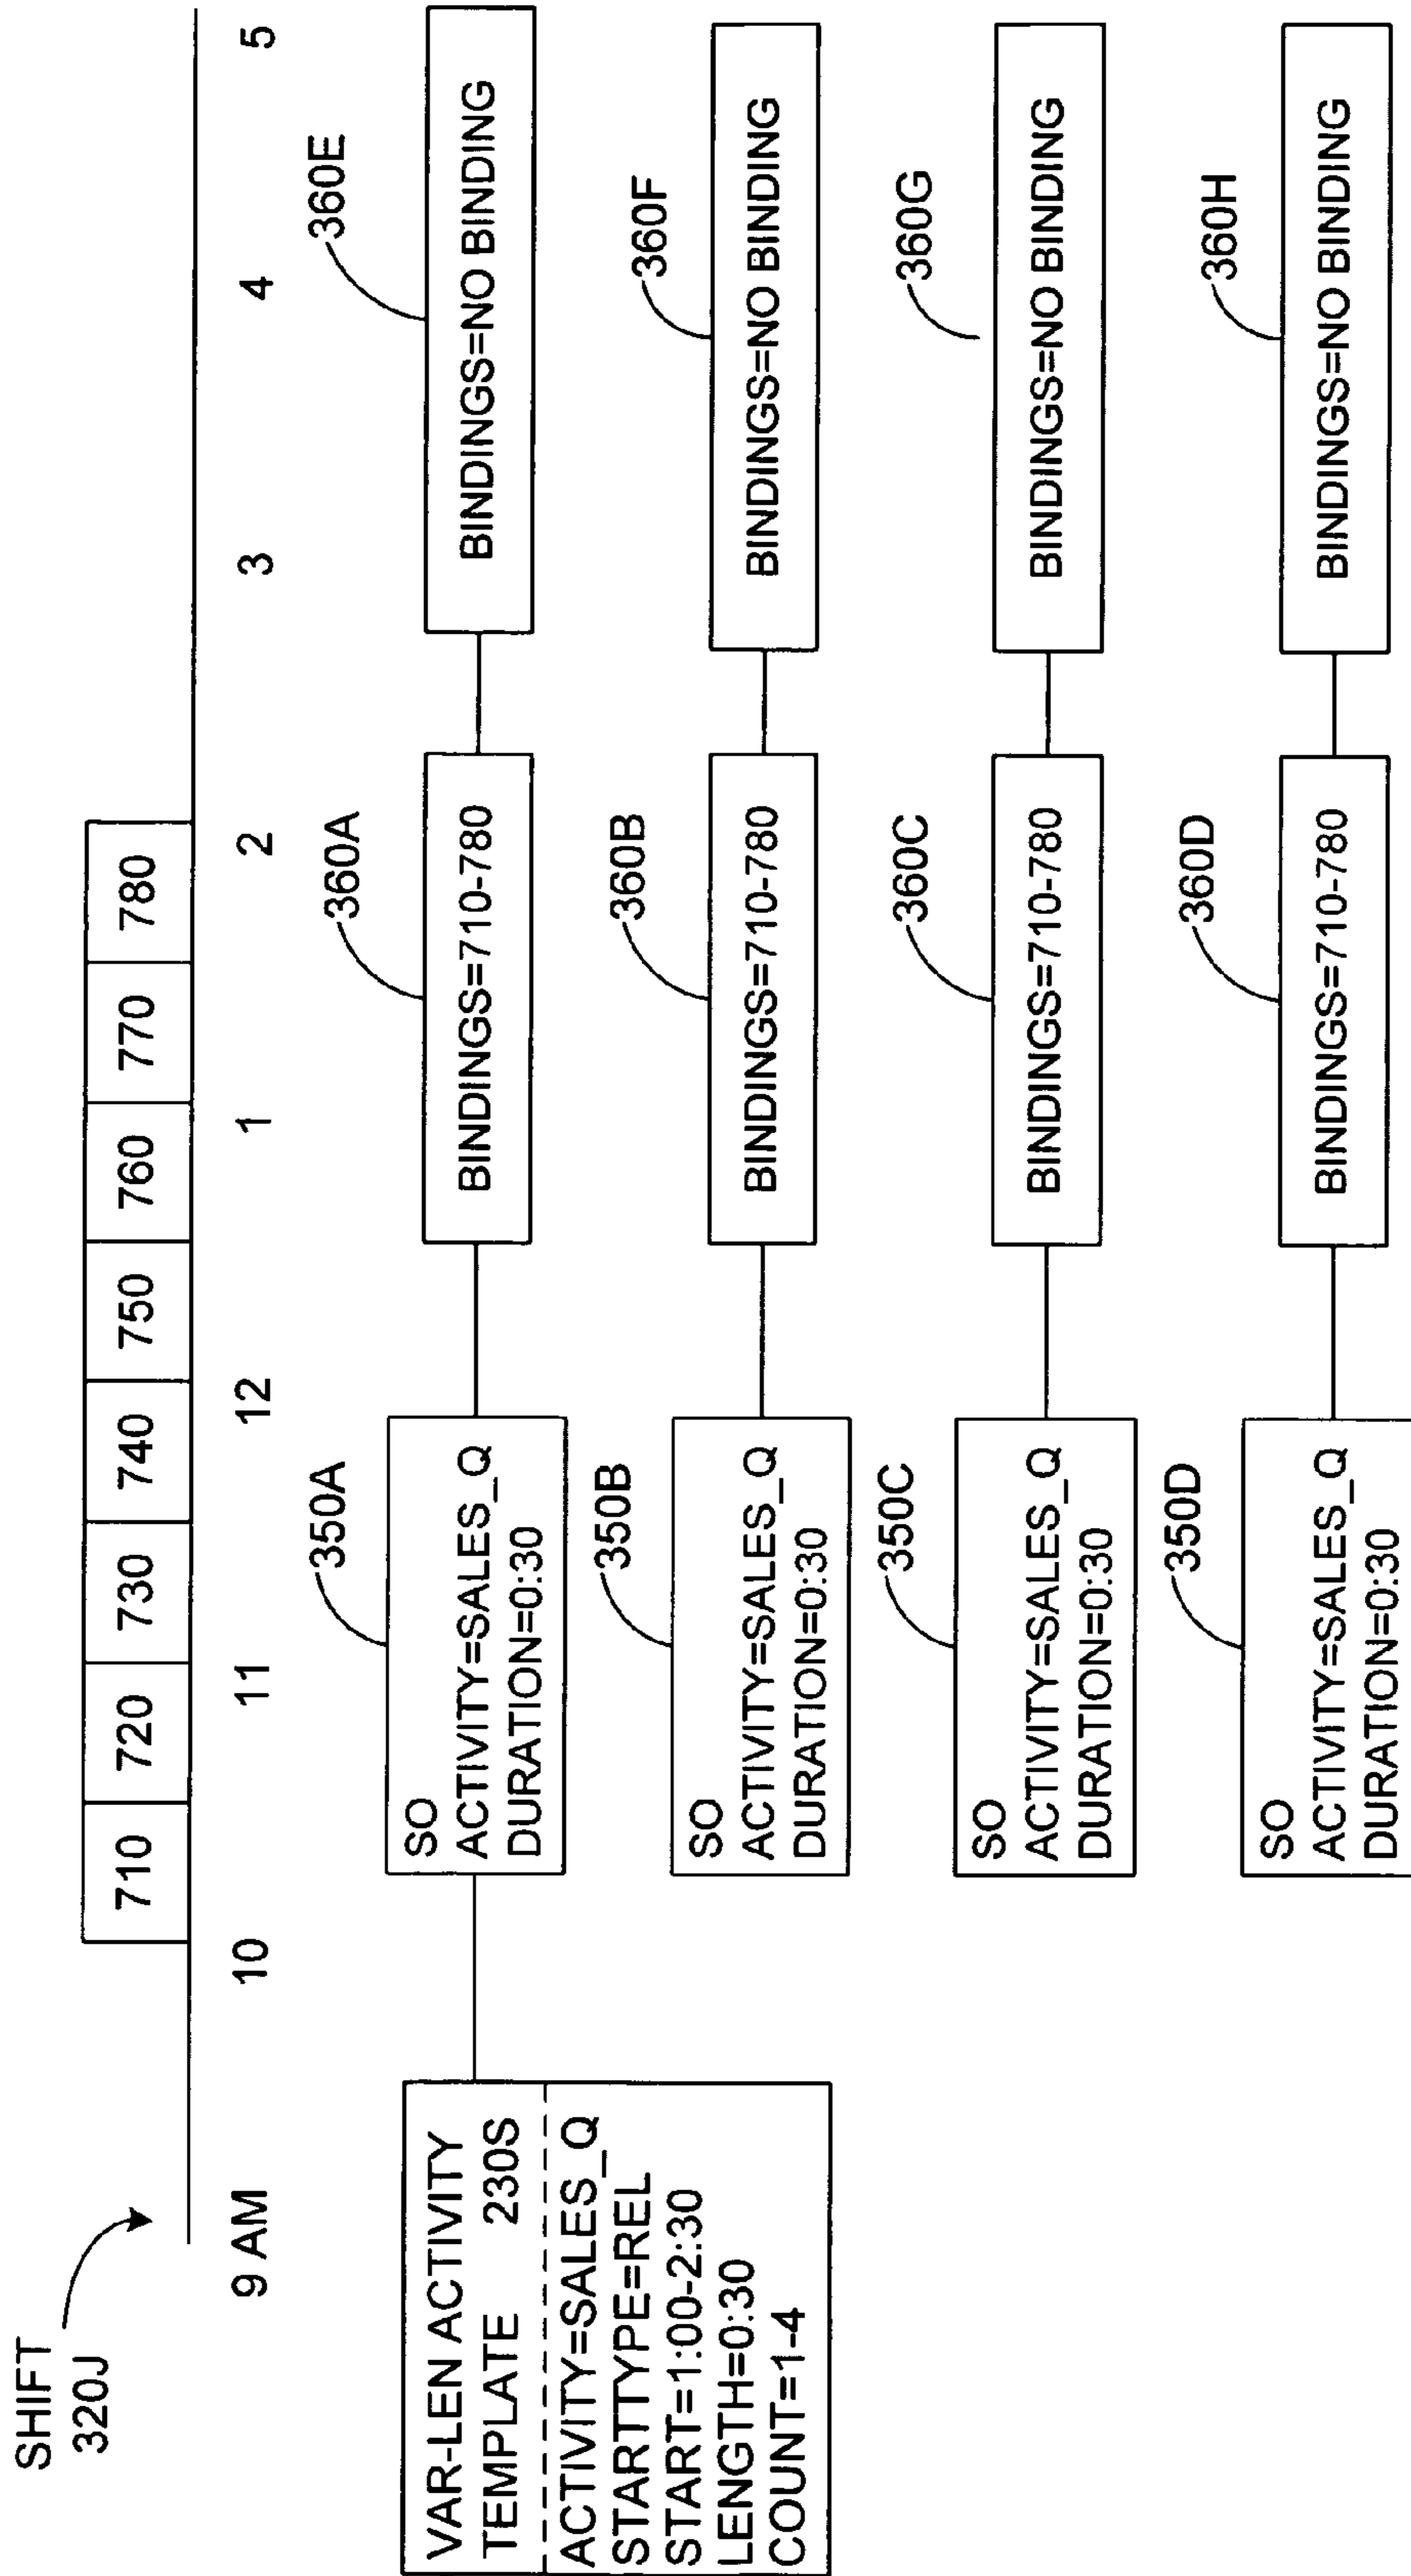 SHIFT
320J
710 720 730 740 750 760 770 780
9 AM 10 11 12 1 2 3 4 5
VAR-LEN ACTIVITY
TEMPLATE 230S
ACTIVITY=SALES_Q
STARTTYPE=REL
START=1:00-2:30
LENGTH=0:30
COUNT=1-4
350A
SO
ACTIVITY=SALES_Q
DURATION=0:30
360A
BINDINGS=710-780
360E
BINDINGS=NO BINDING
350B
SO
ACTIVITY=SALES_Q
DURATION=0:30
360B
BINDINGS=710-780
360F
BINDINGS=NO BINDING
350C
SO
ACTIVITY=SALES_Q
DURATION=0:30
360C
BINDINGS=710-780
360G
BINDINGS=NO BINDING
350D
SO
ACTIVITY=SALES_Q
DURATION=0:30
360D
BINDINGS=710-780
360H
BINDINGS=NO BINDING